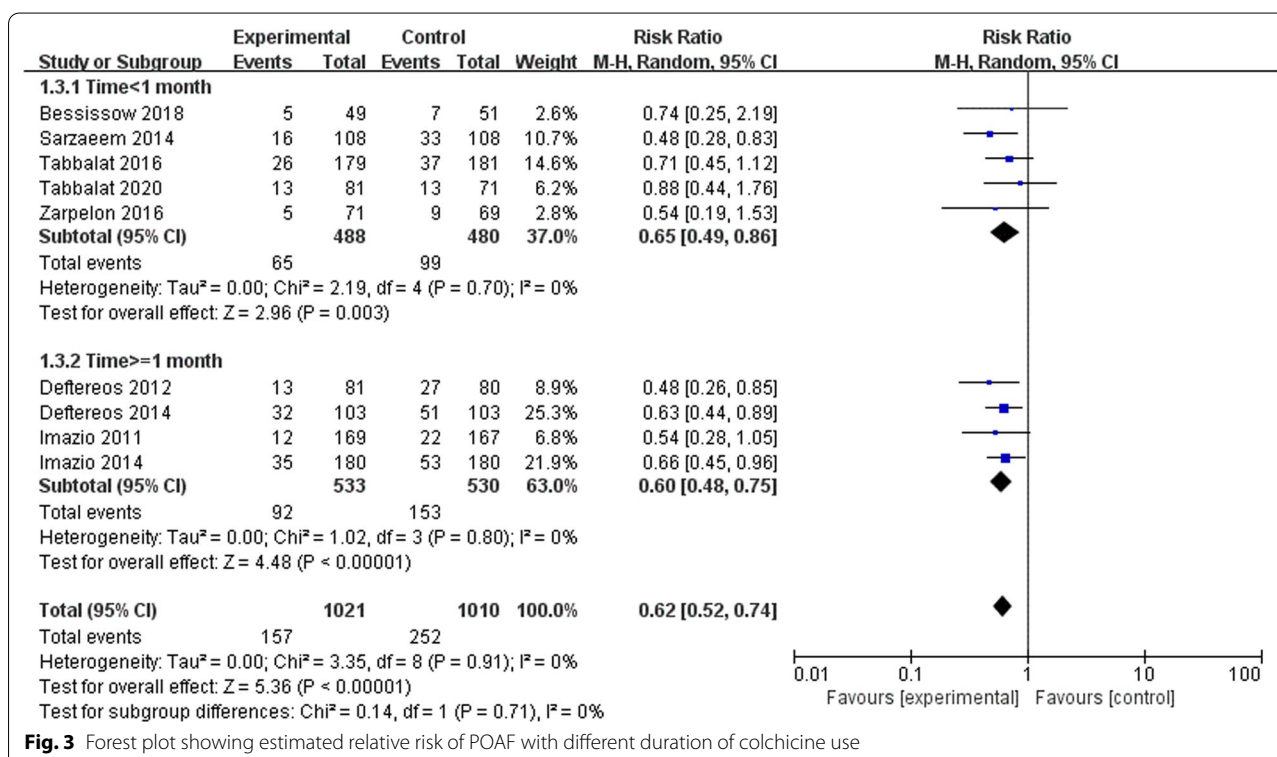 Experimental Control Risk Ratio Risk Ratio
Study or Subgroup Events Total Events Total Weight M-H, Random, 95% CI M-H, Random, 95% CI
1.3.1 Time<1 month
Bessissow 2018 5 49 7 51 2.6% 0.74 [0.25, 2.19]
Sarzaeem 2014 16 108 33 108 10.7% 0.48 [0.28, 0.83]
Tabbalat 2016 26 179 37 181 14.6% 0.71 [0.45, 1.12]
Tabbalat 2020 13 81 13 71 6.2% 0.88 [0.44, 1.76]
Zarpelon 2016 5 71 9 69 2.8% 0.54 [0.19, 1.53]
Subtotal (95% CI) 488 480 37.0% 0.65 [0.49, 0.86]
Total events 65 99
Heterogeneity: Tau² = 0.00; Chi² = 2.19, df = 4 (P = 0.70); I² = 0%
Test for overall effect: Z = 2.96 (P = 0.003)
1.3.2 Time>=1 month
Deftereos 2012 13 81 27 80 8.9% 0.48 [0.26, 0.85]
Deftereos 2014 32 103 51 103 25.3% 0.63 [0.44, 0.89]
Imazio 2011 12 169 22 167 6.8% 0.54 [0.28, 1.05]
Imazio 2014 35 180 53 180 21.9% 0.66 [0.45, 0.96]
Subtotal (95% CI) 533 530 63.0% 0.60 [0.48, 0.75]
Total events 92 153
Heterogeneity: Tau² = 0.00; Chi² = 1.02, df = 3 (P = 0.80); I² = 0%
Test for overall effect: Z = 4.48 (P < 0.00001)
Total (95% CI) 1021 1010 100.0% 0.62 [0.52, 0.74]
Total events 157 252
Heterogeneity: Tau² = 0.00; Chi² = 3.35, df = 8 (P = 0.91); I² = 0%
Test for overall effect: Z = 5.36 (P < 0.00001)
Test for subgroup differences: Chi² = 0.14, df = 1 (P = 0.71), I² = 0%
0.01 0.1 1 10 100
Favours [experimental] Favours [control]
Fig. 3 Forest plot showing estimated relative risk of POAF with different duration of colchicine use